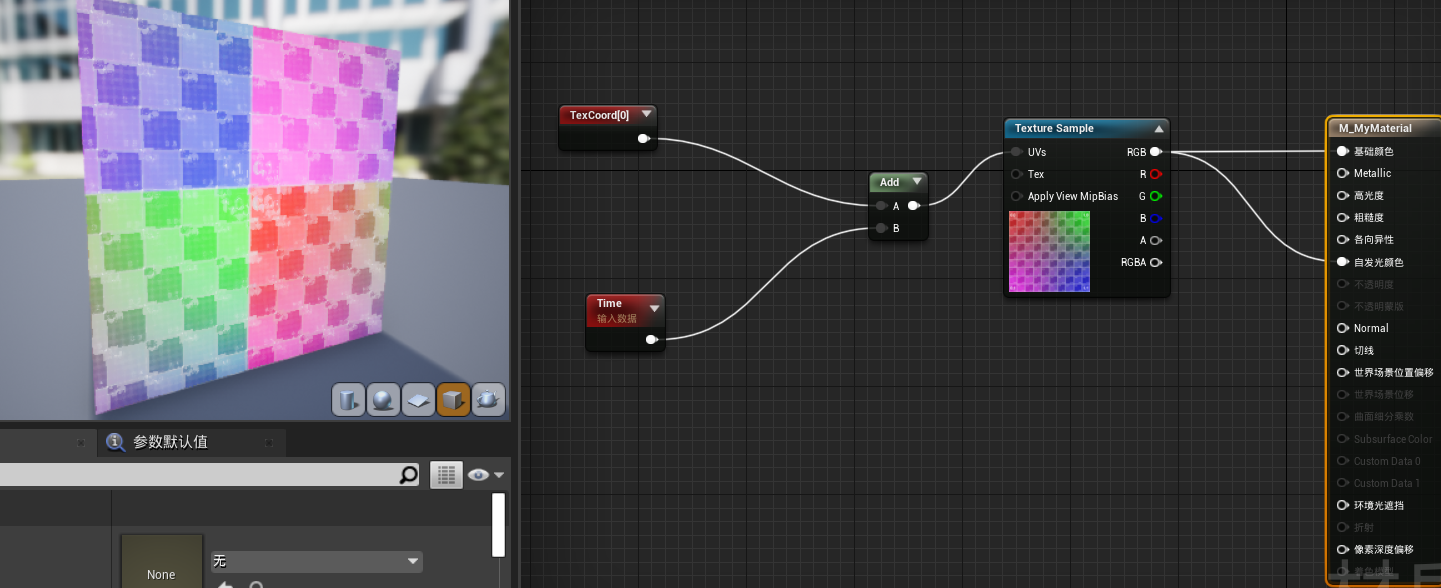 TexCoord[0]
Add
A
B
Time
输入数据
Texture Sample
UVs
RGB
Tex
R
Apply View MipBias
G
B
A
RGBA
M_MyMaterial
基础颜色
Metallic
高光度
粗糙度
各向异性
自发光颜色
不透明度
不透明蒙版
Normal
切线
世界场景位置偏移
世界场景位移
曲面细分乘数
Subsurface Color
Custom Data 0
Custom Data 1
环境光遮挡
折射
像素深度偏移
着色模型
参数默认值
None
无